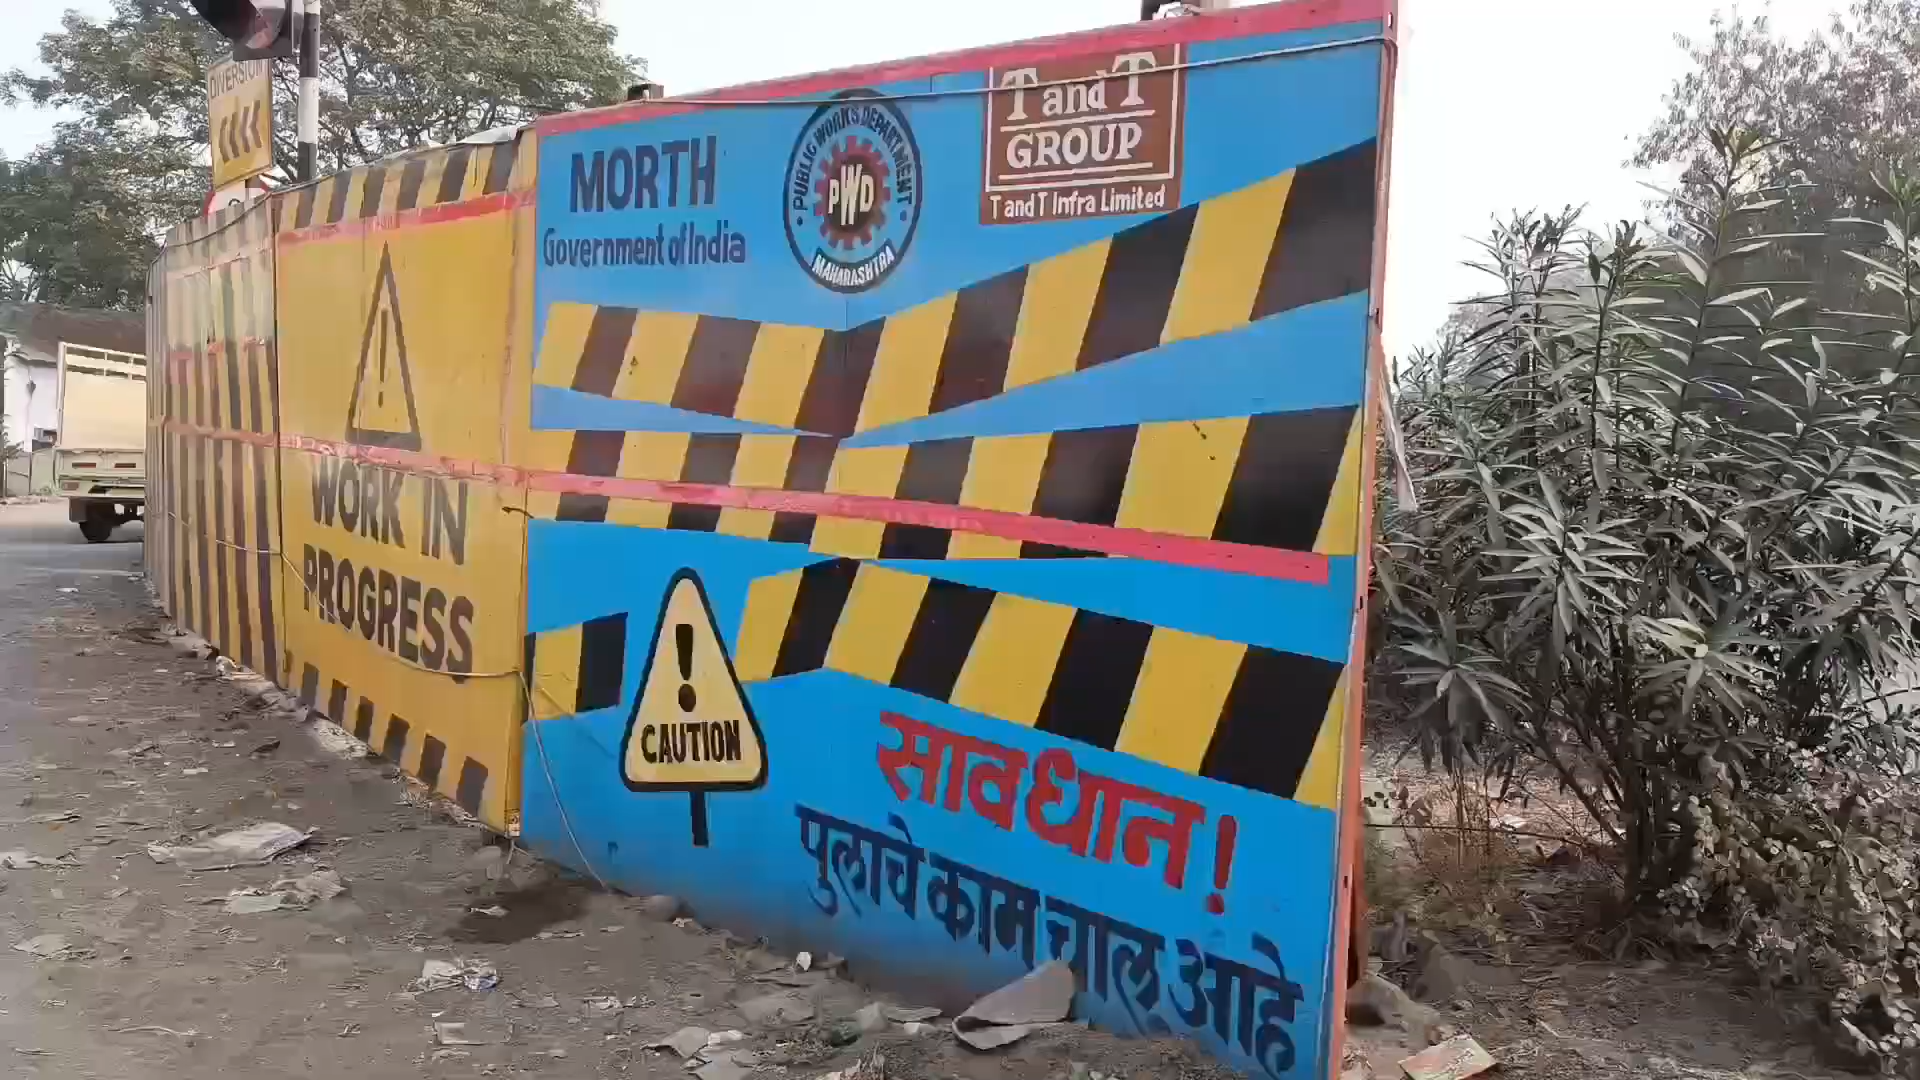 DIVERSION
WORK IN
PROGRESS
MORTH
Government of India
PUBLIC WORKS DEPARTMENT
PWD
MAHARASHTRA
T and T
GROUP
T and T Infra Limited
CAUTION
सावधान!
पुलाचे काम चालू आहे